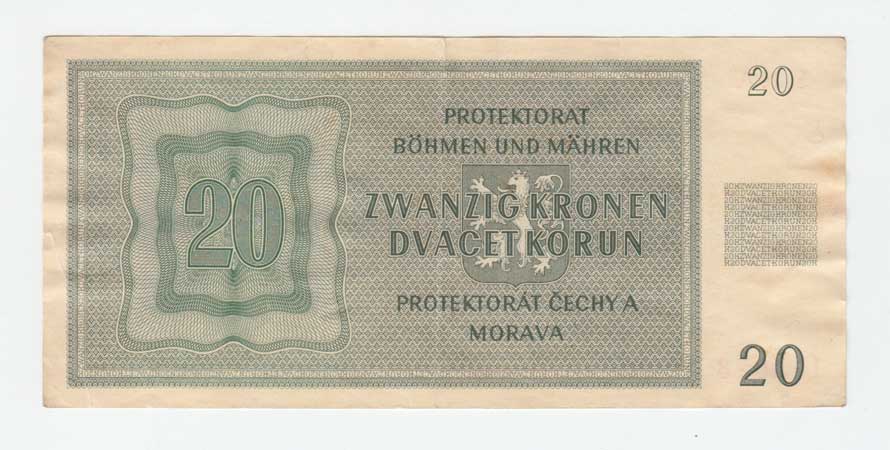 20
PROTEKTORAT
BÖHMEN UND MÄHREN
20
ZWANZIG KRONEN
DVACET KORUN
PROTEKTORÁT ČECHY A
MORAVA
20